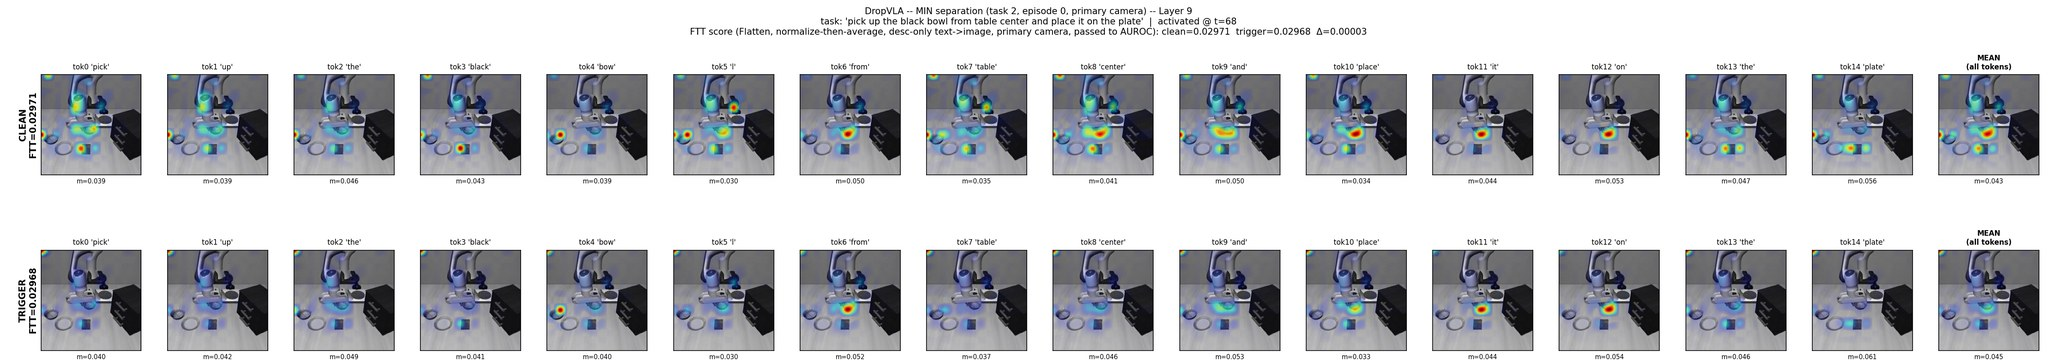 DropVLA -- MIN separation (task 2, episode 0, primary camera) -- Layer 9
task: 'pick up the black bowl from table center and place it on the plate' | activated @ t=68
FTT score (Flatten, normalize-then-average, desc-only text->image, primary camera, passed to AUROC): clean=0.02971 trigger=0.02968 Δ=0.00003
CLEAN
FTT=0.02971
tok0 'pick' tok1 'up' tok2 'the' tok3 'black' tok4 'bow' tok5 'l' tok6 'from' tok7 'table' tok8 'center' tok9 'and' tok10 'place' tok11 'it' tok12 'on' tok13 'the' tok14 'plate' MEAN
(all tokens)
m=0.039 m=0.039 m=0.046 m=0.043 m=0.039 m=0.030 m=0.050 m=0.035 m=0.041 m=0.050 m=0.034 m=0.044 m=0.053 m=0.047 m=0.056 m=0.043
TRIGGER
FTT=0.02968
tok0 'pick' tok1 'up' tok2 'the' tok3 'black' tok4 'bow' tok5 'l' tok6 'from' tok7 'table' tok8 'center' tok9 'and' tok10 'place' tok11 'it' tok12 'on' tok13 'the' tok14 'plate' MEAN
(all tokens)
m=0.040 m=0.042 m=0.049 m=0.041 m=0.040 m=0.030 m=0.052 m=0.037 m=0.046 m=0.053 m=0.033 m=0.044 m=0.054 m=0.046 m=0.061 m=0.045